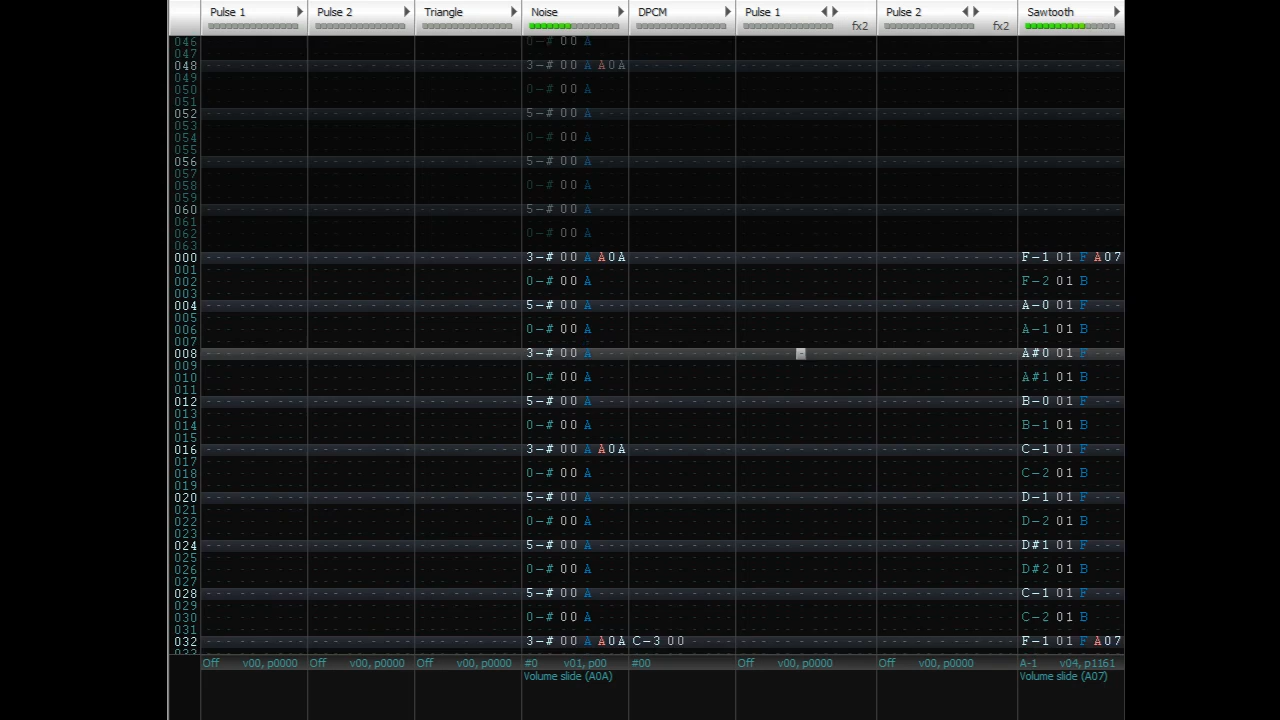 Pulse 1 Pulse 2 Triangle Noise DPCM Pulse 1 Pulse 2 Sawtooth
fx2 fx2
046 0-# 00 A
047
048 3-# 00 A A0A
049
050 0-# 00 A
051
052 5-# 00 A
053
054 0-# 00 A
055
056 5-# 00 A
057
058 0-# 00 A
059
060 5-# 00 A
061
062 0-# 00 A
063
000 3-# 00 A A0A F-1 01 F A07
001
002 0-# 00 A F-2 01 B
003
004 5-# 00 A A-0 01 F
005
006 0-# 00 A A-1 01 B
007
008 3-# 00 A A#0 01 F
009
010 0-# 00 A A#1 01 B
011
012 5-# 00 A B-0 01 F
013
014 0-# 00 A B-1 01 B
015
016 3-# 00 A A0A C-1 01 F
017
018 0-# 00 A C-2 01 B
019
020 5-# 00 A D-1 01 F
021
022 0-# 00 A D-2 01 B
023
024 5-# 00 A D#1 01 F
025
026 0-# 00 A D#2 01 B
027
028 5-# 00 A C-1 01 F
029
030 0-# 00 A C-2 01 B
031
032 3-# 00 A A0A C-3 00 F-1 01 F A07
Off v00, p0000 Off v00, p0000 Off v00, p0000 #0 v01, p00 #00 Off v00, p0000 Off v00, p0000 A-1 v04, p1161
Volume slide (A0A) Volume slide (A07)